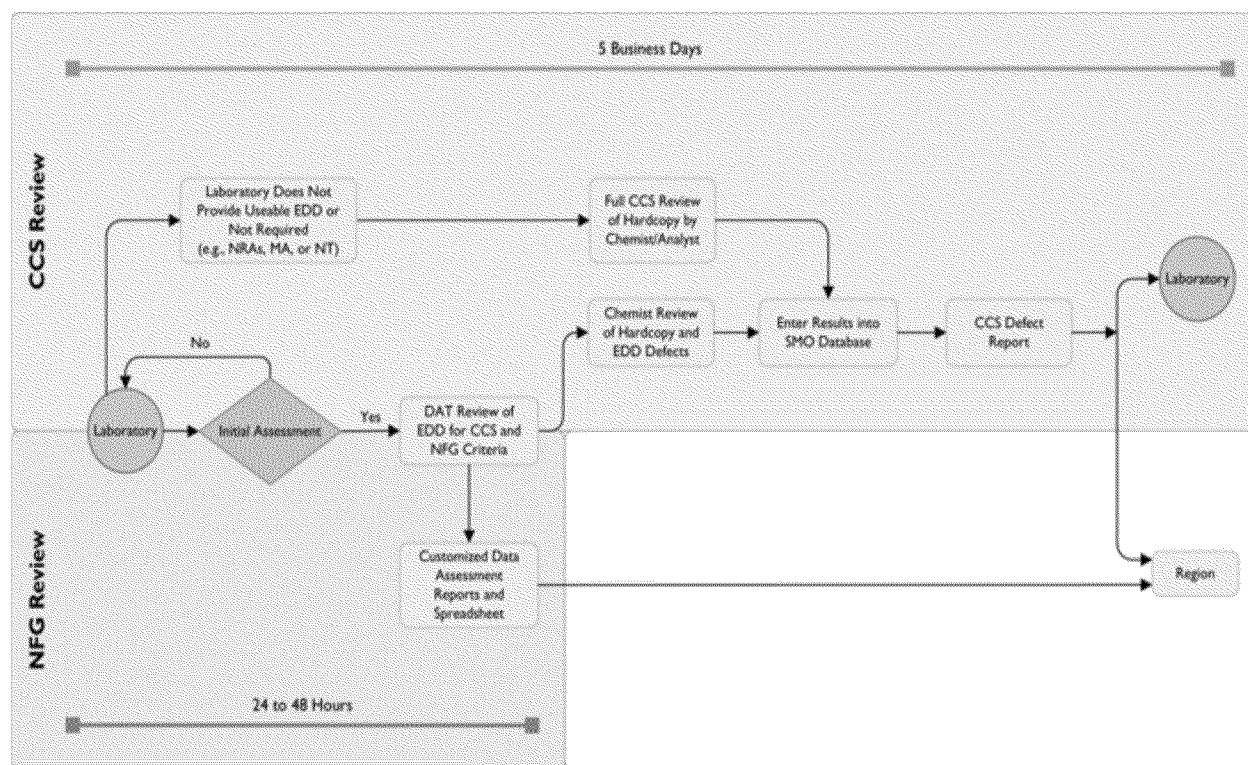 5 Business Days
CCS Review
Laboratory Does Not
Provide Useable EDD or
Not Required
(e.g., NRAs, MA, or NT)
Full CCS Review
of Hardcopy by
Chemist/Analyst
Laboratory
Chemist Review
of Hardcopy and
EDD Defects
Enter Results into
SMO Database
CCS Defect
Report
No
Laboratory
Initial Assessment
Yes
DAT Review of
EDD for CCS and
NFG Criteria
NFG Review
Customized Data
Assessment
Reports and
Spreadsheet
Region
24 to 48 Hours